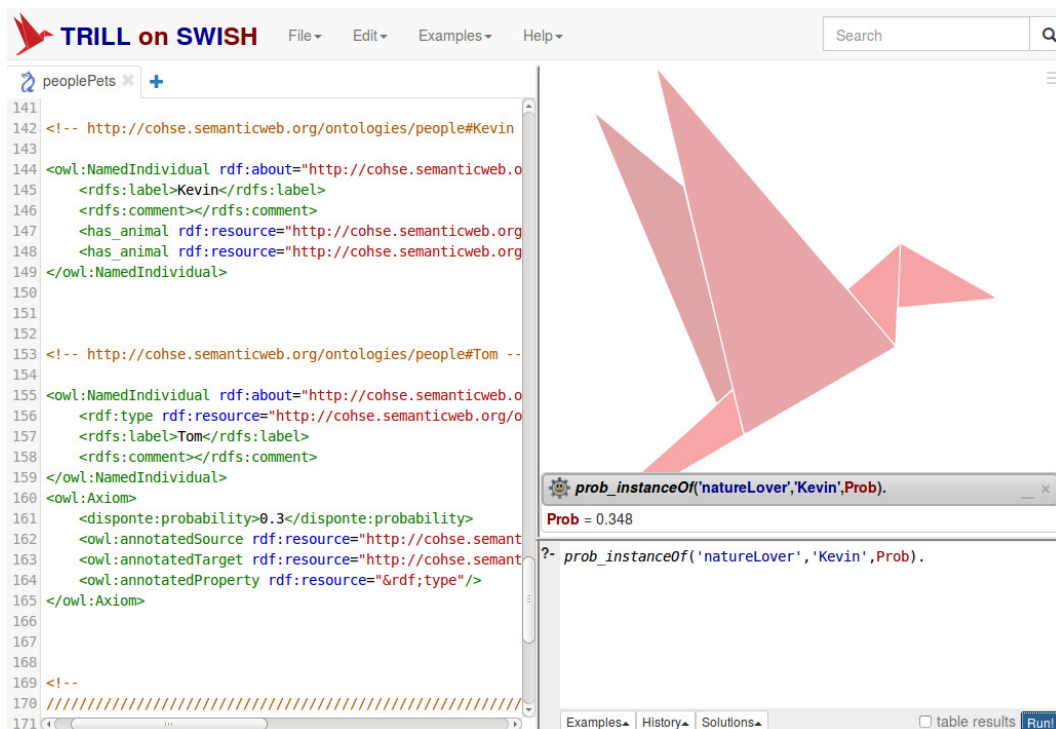 TRILL on SWISH File Edit Examples Help Search
peoplePets
141
142 <!-- http://cohse.semanticweb.org/ontologies/people#Kevin
143
144 <owl:NamedIndividual rdf:about="http://cohse.semanticweb.o
145 <rdfs:label>Kevin</rdfs:label>
146 <rdfs:comment></rdfs:comment>
147 <has_animal rdf:resource="http://cohse.semanticweb.org
148 <has_animal rdf:resource="http://cohse.semanticweb.org
149 </owl:NamedIndividual>
150
151
152
153 <!-- http://cohse.semanticweb.org/ontologies/people#Tom --
154
155 <owl:NamedIndividual rdf:about="http://cohse.semanticweb.o
156 <rdf:type rdf:resource="http://cohse.semanticweb.org/o
157 <rdfs:label>Tom</rdfs:label>
158 <rdfs:comment></rdfs:comment>
159 </owl:NamedIndividual>
160 <owl:Axiom>
161 <disponte:probability>0.3</disponte:probability>
162 <owl:annotatedSource rdf:resource="http://cohse.semant
163 <owl:annotatedTarget rdf:resource="http://cohse.semant
164 <owl:annotatedProperty rdf:resource="&rdf;type"/>
165 </owl:Axiom>
166
167
168
169 <!--
170 //////////////////////////////////////////////////////////
171
prob_instanceOf('natureLover','Kevin',Prob).
Prob = 0.348
?- prob_instanceOf('natureLover','Kevin',Prob).
Examples History Solutions table results Run!